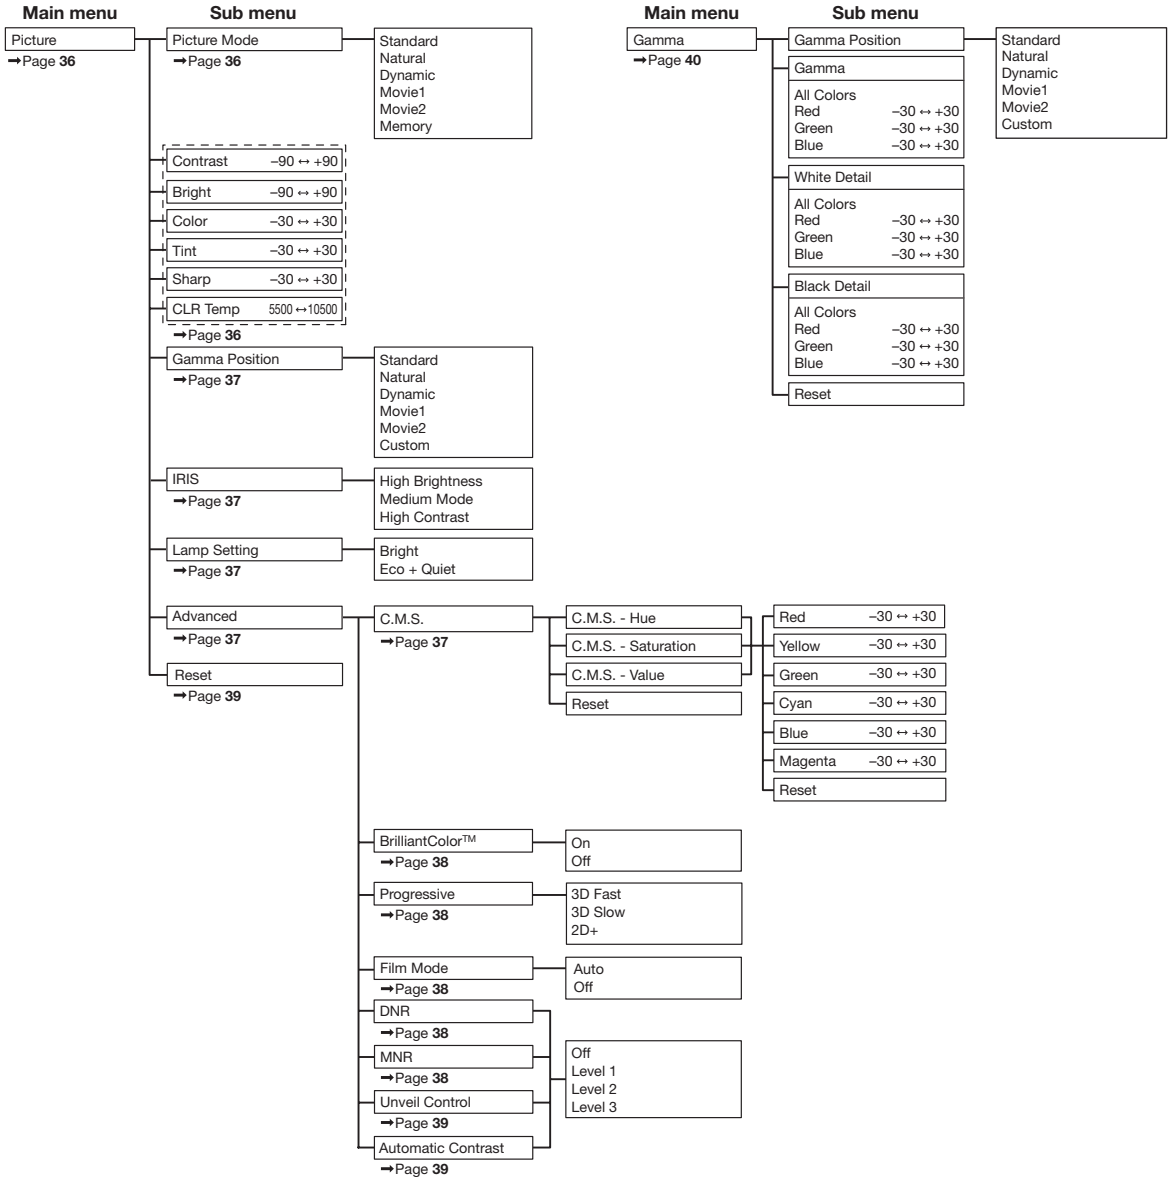 Main menu
Sub menu
Picture
➞Page 36
Picture Mode
➞Page 36
Standard
Natural
Dynamic
Movie1
Movie2
Memory
Contrast –90 ↔ +90
Bright –90 ↔ +90
Color –30 ↔ +30
Tint –30 ↔ +30
Sharp –30 ↔ +30
CLR Temp 5500 ↔10500
➞Page 36
Gamma Position
➞Page 37
Standard
Natural
Dynamic
Movie1
Movie2
Custom
IRIS
➞Page 37
High Brightness
Medium Mode
High Contrast
Lamp Setting
➞Page 37
Bright
Eco + Quiet
Advanced
➞Page 37
C.M.S.
➞Page 37
C.M.S. - Hue
C.M.S. - Saturation
C.M.S. - Value
Reset
Red –30 ↔ +30
Yellow –30 ↔ +30
Green –30 ↔ +30
Cyan –30 ↔ +30
Blue –30 ↔ +30
Magenta –30 ↔ +30
Reset
BrilliantColor™
➞Page 38
On
Off
Progressive
➞Page 38
3D Fast
3D Slow
2D+
Film Mode
➞Page 38
Auto
Off
DNR
➞Page 38
MNR
➞Page 38
Unveil Control
➞Page 39
Automatic Contrast
➞Page 39
Off
Level 1
Level 2
Level 3
Reset
➞Page 39
Main menu
Sub menu
Gamma
➞Page 40
Gamma Position
Standard
Natural
Dynamic
Movie1
Movie2
Custom
Gamma
All Colors
Red –30 ↔ +30
Green –30 ↔ +30
Blue –30 ↔ +30
White Detail
All Colors
Red –30 ↔ +30
Green –30 ↔ +30
Blue –30 ↔ +30
Black Detail
All Colors
Red –30 ↔ +30
Green –30 ↔ +30
Blue –30 ↔ +30
Reset